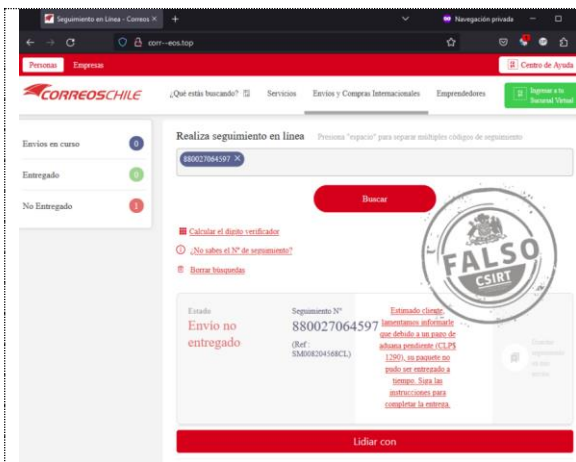 Seguimiento en Línea - Correos
Navegación privada
corr--eos.top
Personas
Empresas
Centro de Ayuda
CORREOSCHILE
¿Qué estás buscando?
Servicios
Envíos y Compras Internacionales
Emprendedores
Ingresar a tu
Sucursal Virtual
Envíos en curso
0
Entregado
0
No Entregado
1
Realiza seguimiento en línea
Presiona "espacio" para separar múltiples códigos de seguimiento
880027064597
Buscar
Calcular el dígito verificador
¿No sabes el Nº de seguimiento?
Borrar búsquedas
FALSO
CSIRT
Estado
Envío no
entregado
Seguimiento Nº
880027064597
(Ref:
SM008204568CL)
Estimado cliente,
lamentamos informarle
que debido a un pago de
aduana pendiente (CLP$
1290), su paquete no
pudo ser entregado a
tiempo. Siga las
instrucciones para
completar la entrega.
seguimiento
Lidiar con